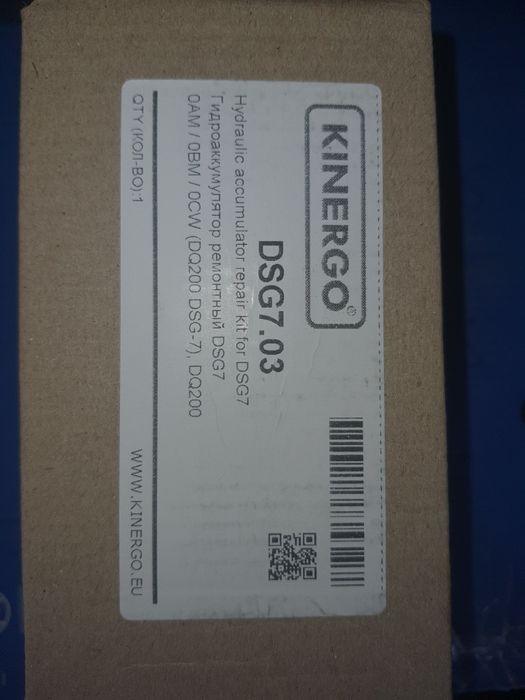 KINERGO®
DSG7.03
Hydraulic accumulator repair kit for DSG7
Гидроаккумулятор ремонтный DSG7
0AM / 0BM / 0CW (DQ200 DSG-7), DQ200
QTY (КОЛ-ВО):1
WWW.KINERGO.EU